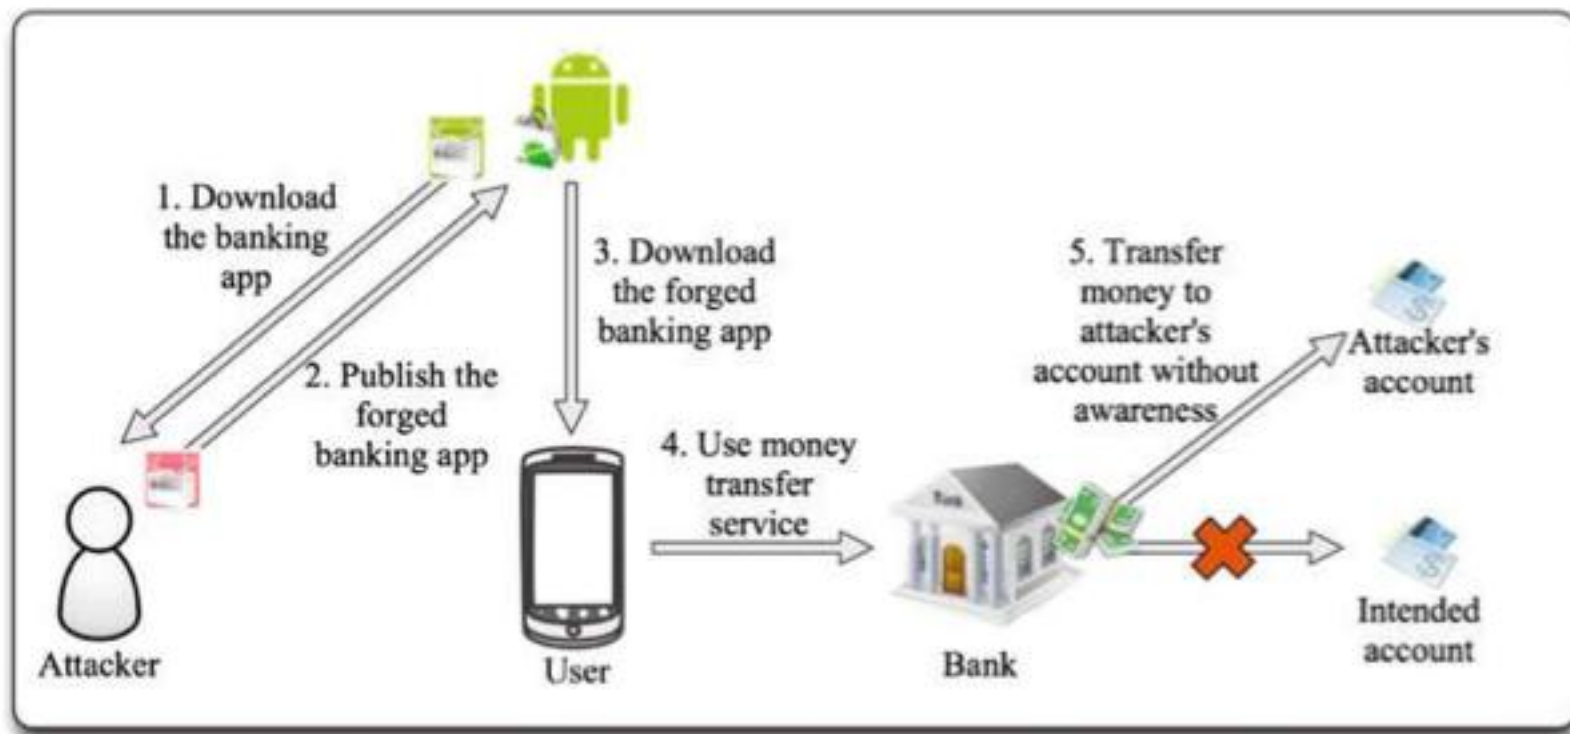 1. Download
the banking
app
2. Publish the
forged
banking app
3. Download
the forged
banking app
4. Use money
transfer
service
5. Transfer
money to
attacker's
account without
awareness
Attacker's
account
Intended
account
Attacker
User
Bank